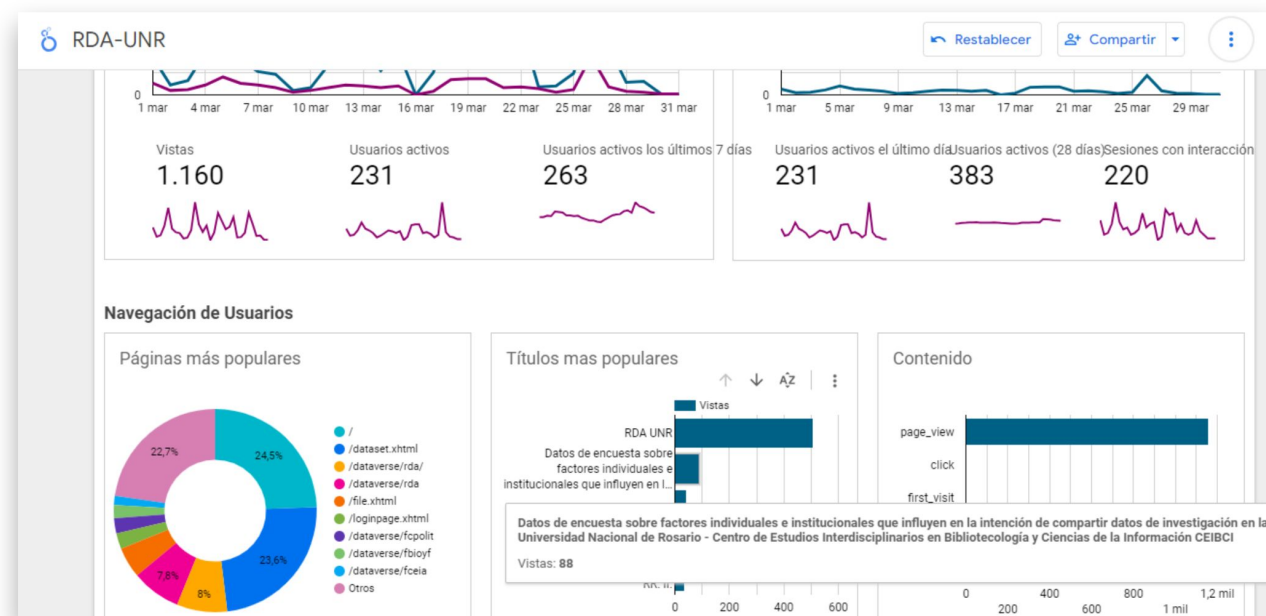 RDA-UNR
Restablecer
Compartir
0
1 mar 4 mar 7 mar 10 mar 13 mar 16 mar 19 mar 22 mar 25 mar 28 mar 31 mar
0
1 mar 5 mar 9 mar 13 mar 17 mar 21 mar 25 mar 29 mar
Vistas
1.160
Usuarios activos
231
Usuarios activos los últimos 7 días
263
Usuarios activos el último día
231
Usuarios activos (28 días)
383
Sesiones con interacción
220
Navegación de Usuarios
Páginas más populares
22,7%
24,5%
23,6%
8%
7,8%
/
/dataset.xhtml
/dataverse/rda/
/dataverse/rda
/file.xhtml
/loginpage.xhtml
/dataverse/fcpolit
/dataverse/fbioyf
/dataverse/fceia
Otros
Títulos mas populares
AZ
Vistas
RDA UNR
Datos de encuesta sobre
factores individuales e
institucionales que influyen en l...
Datos de encuesta sobre factores individuales e institucionales que influyen en la intención de compartir datos de investigación en la
Universidad Nacional de Rosario - Centro de Estudios Interdisciplinarios en Bibliotecología y Ciencias de la Información CEIBCI
Vistas: 88
0 200 400 600
Contenido
page_view
click
first_visit
0 400 800 1,2 mil
200 600 1 mil